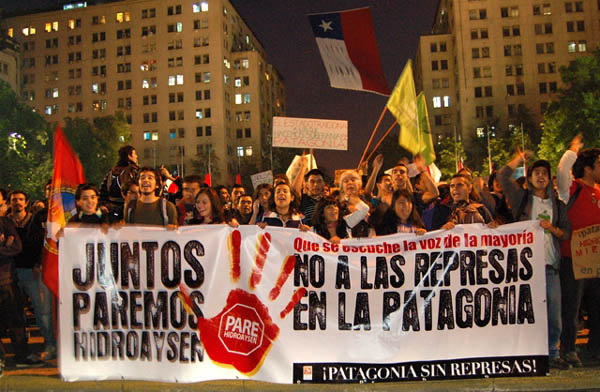 JUNTOS
PAREMOS
HIDROAYSÉN
PARE
HIDROAYSEN
Que se escuche la voz de la mayoría
NO A LAS REPRESAS
EN LA PATAGONIA
¡PATAGONIA SIN REPRESAS!